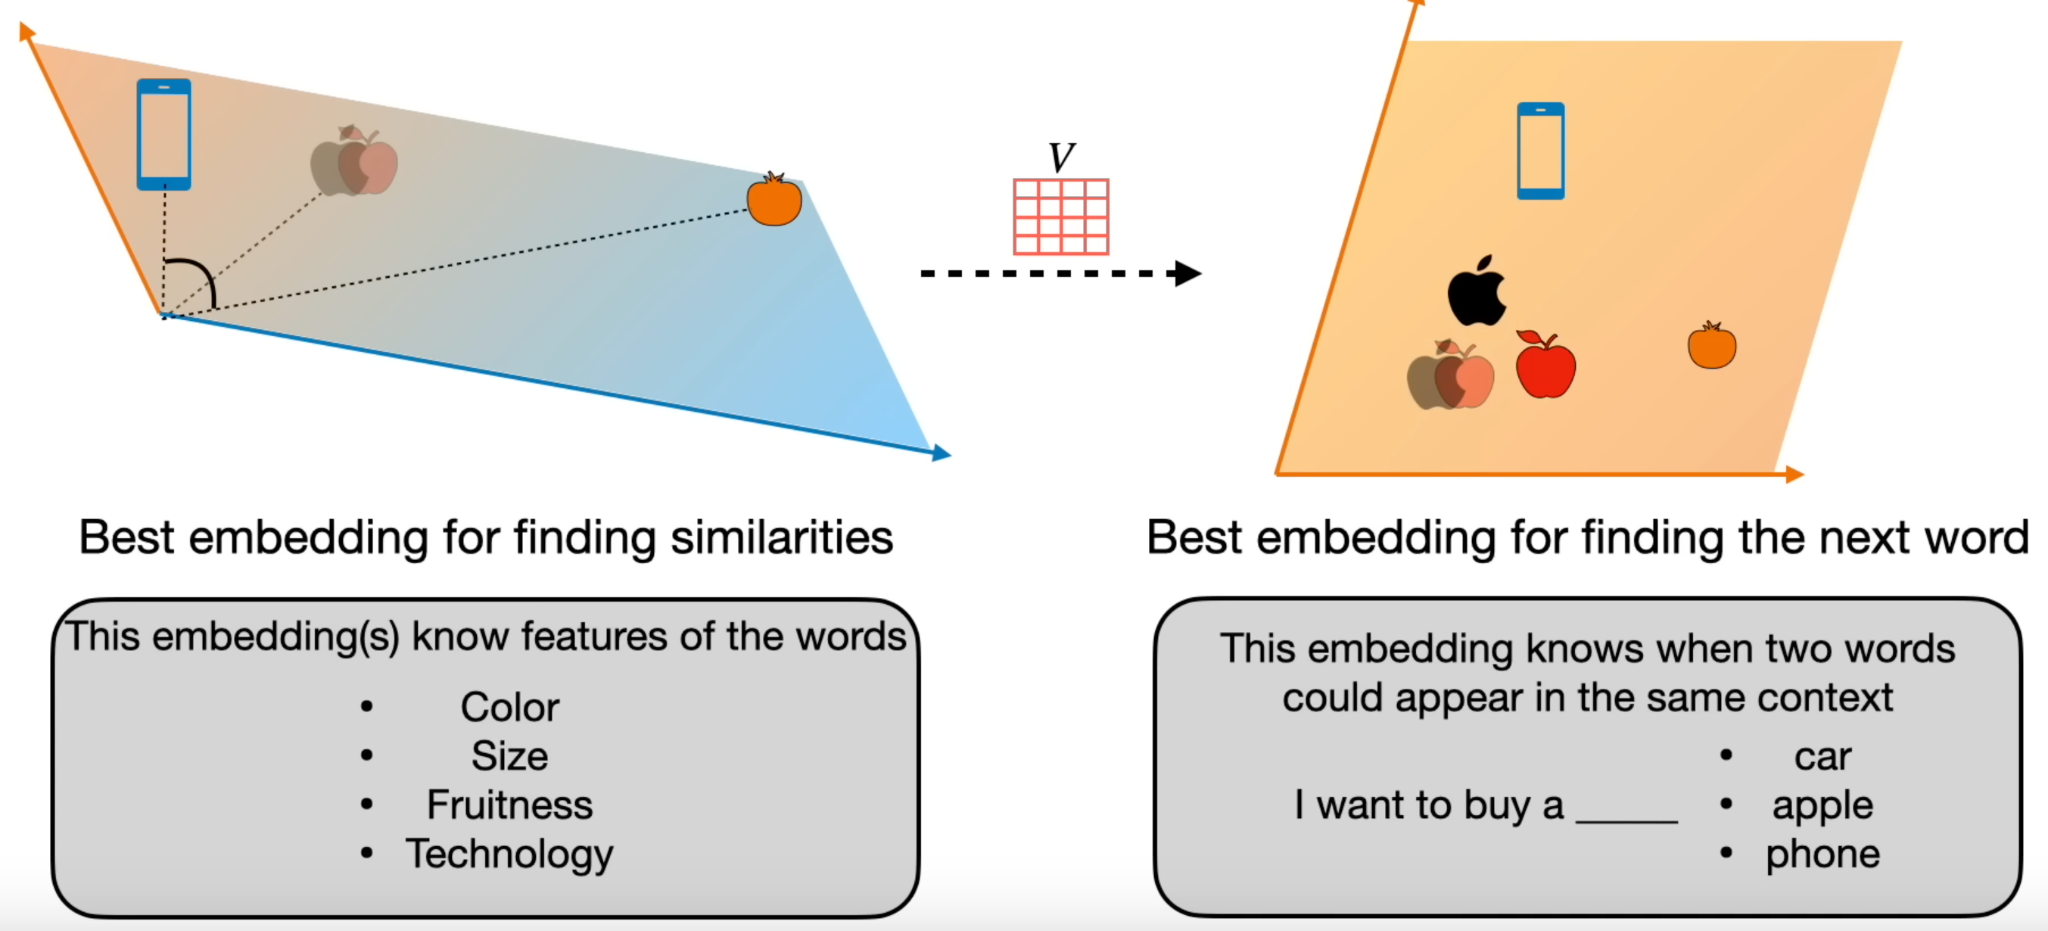 V
Best embedding for finding similarities
Best embedding for finding the next word
This embedding(s) know features of the words
• Color
• Size
• Fruitness
• Technology
This embedding knows when two words
could appear in the same context
• car
I want to buy a _____ • apple
• phone